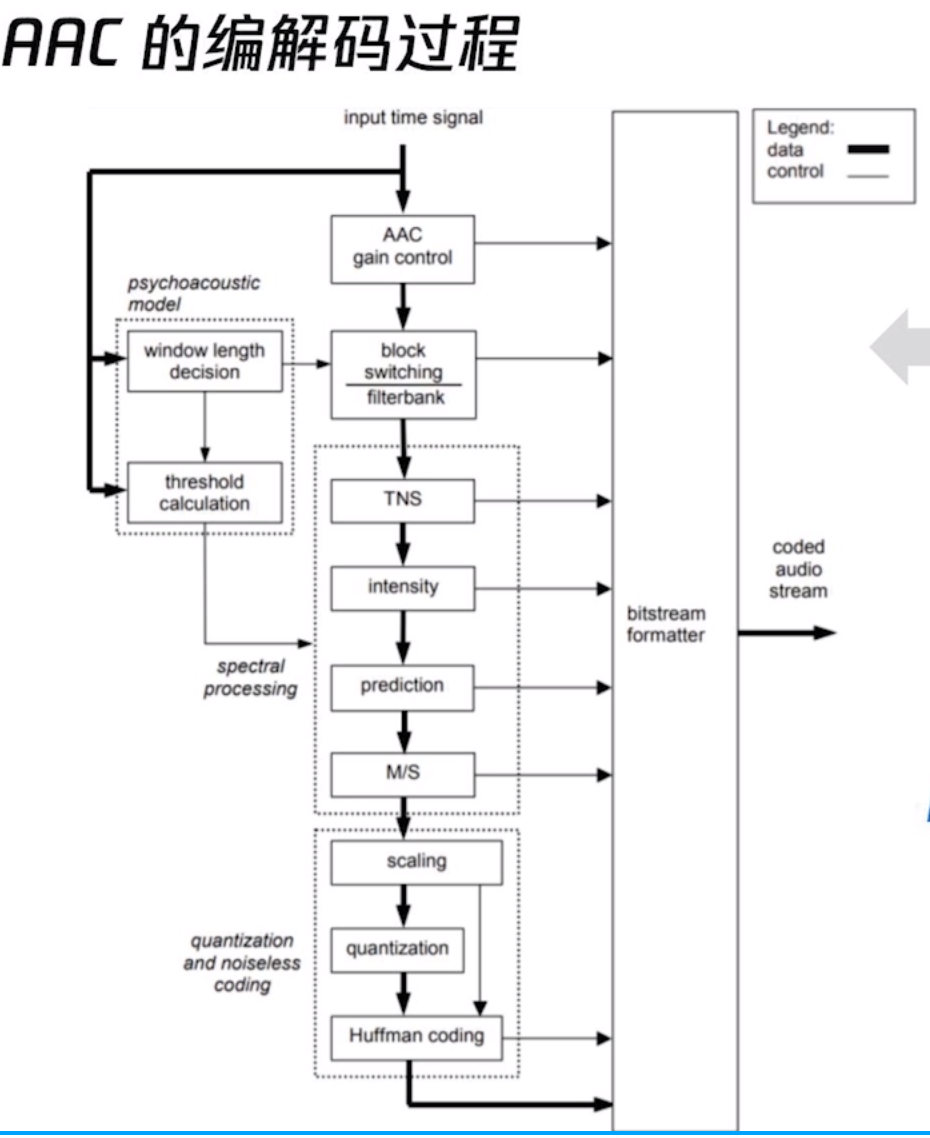 AAC 的编解码过程
input time signal
Legend:
data
control
AAC
gain control
psychoacoustic
model
window length
decision
block
switching
filterbank
threshold
calculation
TNS
intensity
spectral
processing
prediction
M/S
bitstream
formatter
coded
audio
stream
scaling
quantization
and noiseless
coding
quantization
Huffman coding